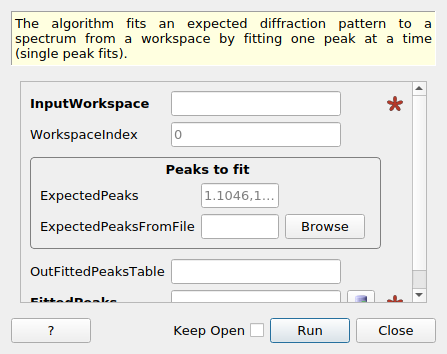 The algorithm fits an expected diffraction pattern to a
spectrum from a workspace by fitting one peak at a time
(single peak fits).
InputWorkspace
WorkspaceIndex 0
Peaks to fit
ExpectedPeaks 1.1046,1...
ExpectedPeaksFromFile Browse
OutFittedPeaksTable
FittedPeaks
? Keep Open Run Close